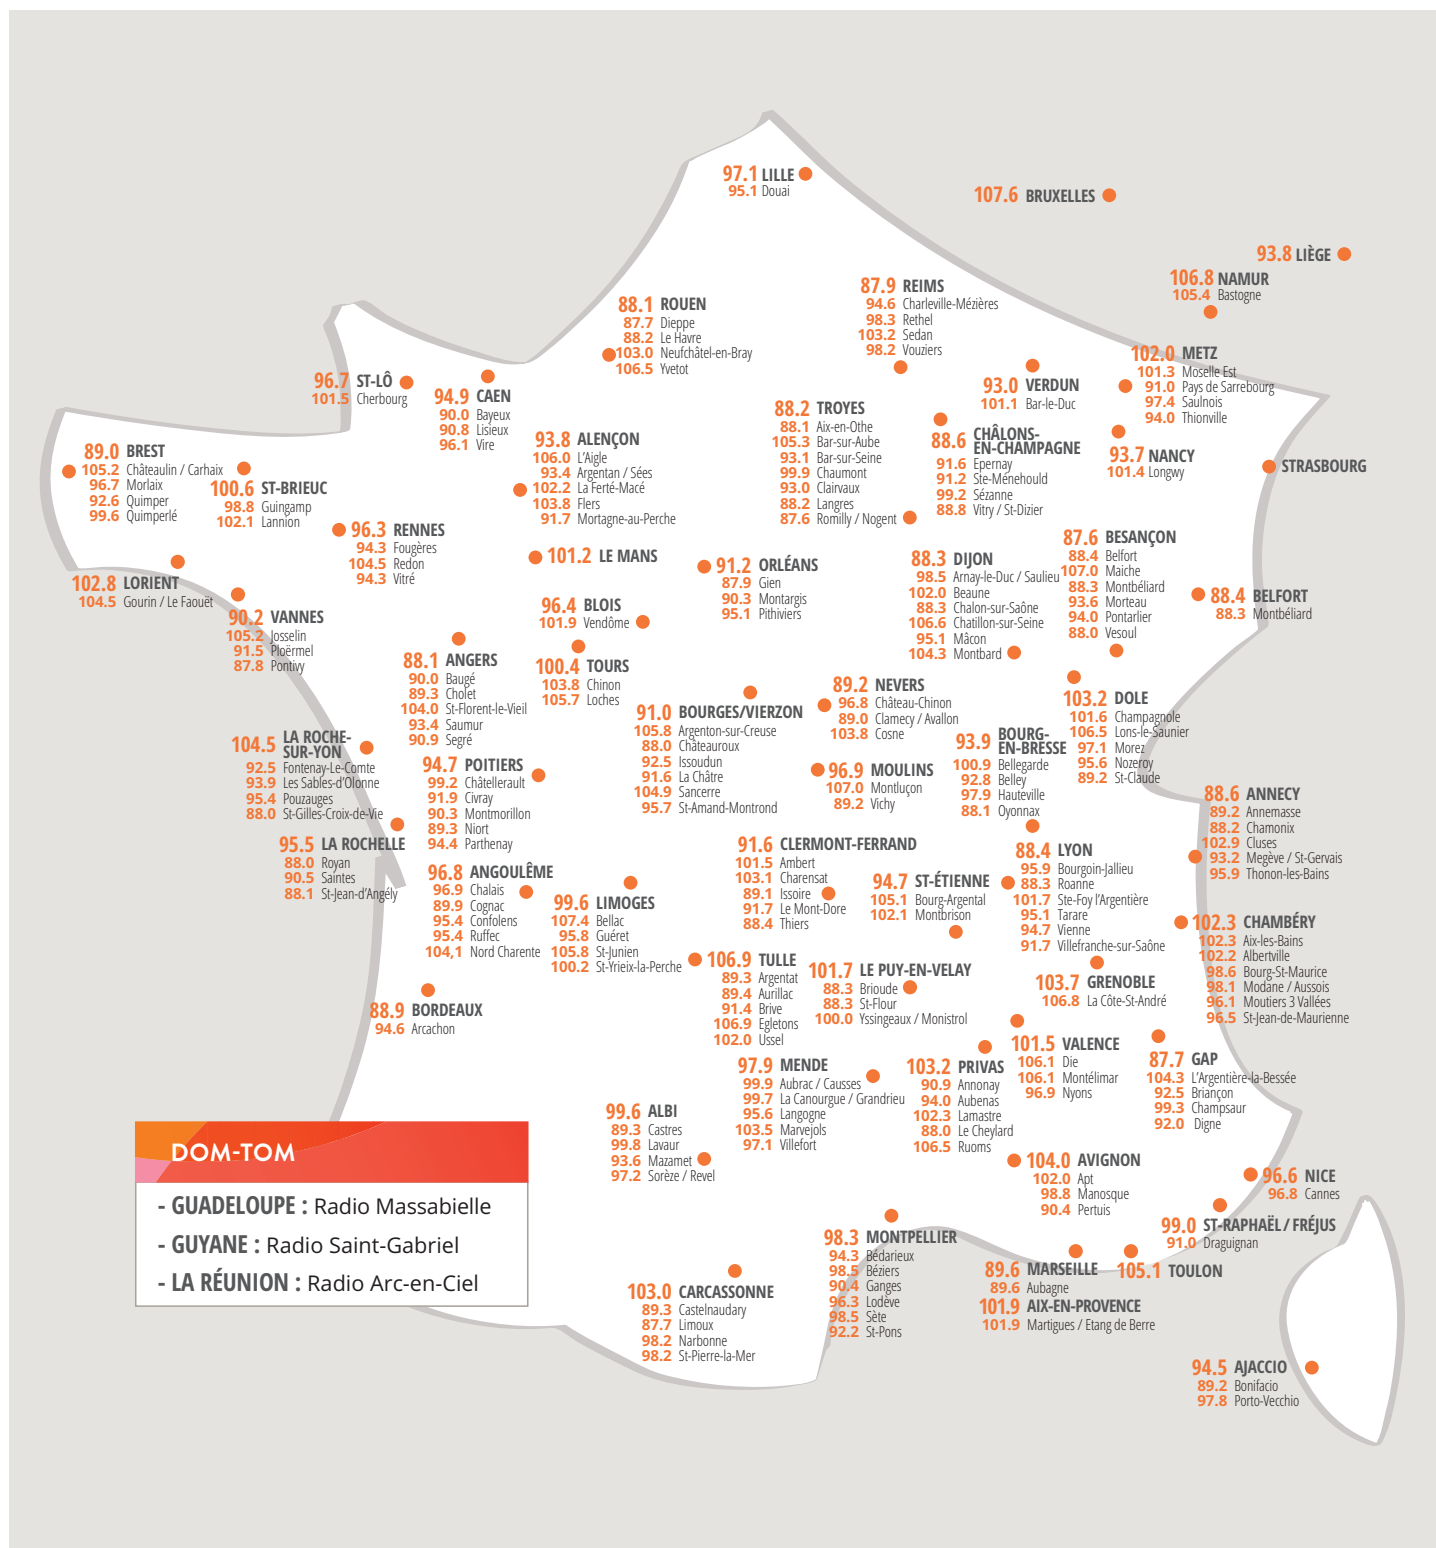 97.1 LILLE
95.1 Douai
107.6 BRUXELLES
93.8 LIÈGE
106.8 NAMUR
105.4 Bastogne
87.9 REIMS
94.6 Charleville-Mézières
98.3 Rethel
103.2 Sedan
98.2 Vouziers
88.1 ROUEN
87.7 Dieppe
88.2 Le Havre
103.0 Neufchâtel-en-Bray
106.5 Yvetot
102.0 METZ
101.3 Moselle Est
91.0 Pays de Sarrebourg
97.4 Saulnois
94.0 Thionville
96.7 ST-LÔ
101.5 Cherbourg
94.9 CAEN
90.0 Bayeux
90.8 Lisieux
96.1 Vire
93.0 VERDUN
101.1 Bar-le-Duc
88.2 TROYES
88.1 Aix-en-Othe
105.3 Bar-sur-Aube
93.1 Bar-sur-Seine
99.9 Chaumont
93.0 Clairvaux
88.2 Langres
87.6 Romilly / Nogent
88.6 CHÂLONS-
EN-CHAMPAGNE
91.6 Epernay
91.2 Ste-Ménehould
99.2 Sézanne
88.8 Vitry / St-Dizier
93.7 NANCY
101.4 Longwy
STRASBOURG
89.0 BREST
105.2 Châteaulin / Carhaix
96.7 Morlaix
92.6 Quimper
99.6 Quimperlé
100.6 ST-BRIEUC
98.8 Guingamp
102.1 Lannion
93.8 ALENÇON
106.0 L'Aigle
93.4 Argentan / Sées
102.2 La Ferté-Macé
103.8 Flers
91.7 Mortagne-au-Perche
96.3 RENNES
94.3 Fougères
104.5 Redon
94.3 Vitré
101.2 LE MANS
91.2 ORLÉANS
87.9 Gien
90.3 Montargis
95.1 Pithiviers
88.3 DIJON
98.5 Arnay-le-Duc / Saulieu
102.0 Beaune
88.3 Chalon-sur-Saône
106.6 Chatillon-sur-Seine
95.1 Mâcon
104.3 Montbard
87.6 BESANÇON
88.4 Belfort
107.0 Maiche
88.3 Montbéliard
93.6 Morteau
94.0 Pontarlier
88.0 Vesoul
88.4 BELFORT
88.3 Montbéliard
102.8 LORIENT
104.5 Gourin / Le Faouët
90.2 VANNES
105.2 Josselin
91.5 Ploërmel
87.8 Pontivy
96.4 BLOIS
101.9 Vendôme
88.1 ANGERS
90.0 Baugé
89.3 Cholet
104.0 St-Florent-le-Vieil
93.4 Saumur
90.9 Segré
100.4 TOURS
103.8 Chinon
105.7 Loches
91.0 BOURGES/VIERZON
105.8 Argenton-sur-Creuse
88.0 Châteauroux
92.5 Issoudun
91.6 La Châtre
104.9 Sancerre
95.7 St-Amand-Montrond
89.2 NEVERS
96.8 Château-Chinon
89.0 Clamecy / Avallon
103.8 Cosne
103.2 DOLE
101.6 Champagnole
106.5 Lons-le-Saunier
97.1 Morez
95.6 Nozeroy
89.2 St-Claude
104.5 LA ROCHE-
SUR-YON
92.5 Fontenay-Le-Comte
93.9 Les Sables-d'Olonne
95.4 Pouzauges
88.0 St-Gilles-Croix-de-Vie
94.7 POITIERS
99.2 Châtellerault
91.9 Civray
90.3 Montmorillon
89.3 Niort
94.4 Parthenay
96.9 MOULINS
107.0 Montluçon
89.2 Vichy
93.9 BOURG-
EN-BRESSE
100.9 Bellegarde
92.8 Belley
97.9 Hauteville
88.1 Oyonnax
88.6 ANNECY
89.2 Annemasse
88.2 Chamonix
102.9 Cluses
93.2 Megève / St-Gervais
95.9 Thonon-les-Bains
95.5 LA ROCHELLE
88.0 Royan
90.5 Saintes
88.1 St-Jean-d'Angély
96.8 ANGOULÊME
96.9 Chalais
89.9 Cognac
95.4 Confolens
95.4 Ruffec
104,1 Nord Charente
99.6 LIMOGES
107.4 Bellac
95.8 Guéret
105.8 St-Junien
100.2 St-Yrieix-la-Perche
91.6 CLERMONT-FERRAND
101.5 Ambert
103.1 Charensat
89.1 Issoire
91.7 Le Mont-Dore
88.4 Thiers
94.7 ST-ÉTIENNE
105.1 Bourg-Argental
102.1 Montbrison
88.4 LYON
95.9 Bourgoin-Jallieu
88.3 Roanne
101.7 Ste-Foy l'Argentière
95.1 Tarare
94.7 Vienne
91.7 Villefranche-sur-Saône
102.3 CHAMBÉRY
102.3 Aix-les-Bains
102.2 Albertville
98.6 Bourg-St-Maurice
98.1 Modane / Aussois
96.1 Moutiers 3 Vallées
96.5 St-Jean-de-Maurienne
106.9 TULLE
89.3 Argentat
89.4 Aurillac
91.4 Brive
106.9 Egletons
102.0 Ussel
101.7 LE PUY-EN-VELAY
88.3 Brioude
88.3 St-Flour
100.0 Yssingeaux / Monistrol
103.7 GRENOBLE
106.8 La Côte-St-André
88.9 BORDEAUX
94.6 Arcachon
97.9 MENDE
99.9 Aubrac / Causses
99.7 La Canourgue / Grandrieu
95.6 Langogne
103.5 Marvejols
97.1 Villefort
103.2 PRIVAS
90.9 Annonay
94.0 Aubenas
102.3 Lamastre
88.0 Le Cheylard
106.5 Ruoms
101.5 VALENCE
106.1 Die
106.1 Montélimar
96.9 Nyons
87.7 GAP
104.3 L'Argentière-la-Bessée
92.5 Briançon
99.3 Champsaur
92.0 Digne
99.6 ALBI
89.3 Castres
99.8 Lavaur
93.6 Mazamet
97.2 Sorèze / Revel
104.0 AVIGNON
102.0 Apt
98.8 Manosque
90.4 Pertuis
96.6 NICE
96.8 Cannes
99.0 ST-RAPHAËL / FRÉJUS
91.0 Draguignan
DOM-TOM
- GUADELOUPE : Radio Massabielle
- GUYANE : Radio Saint-Gabriel
- LA RÉUNION : Radio Arc-en-Ciel
98.3 MONTPELLIER
94.3 Bédarieux
98.5 Béziers
90.4 Ganges
96.3 Lodève
98.5 Sète
92.2 St-Pons
89.6 MARSEILLE
89.6 Aubagne
101.9 AIX-EN-PROVENCE
101.9 Martigues / Etang de Berre
105.1 TOULON
103.0 CARCASSONNE
89.3 Castelnaudary
87.7 Limoux
98.2 Narbonne
98.2 St-Pierre-la-Mer
94.5 AJACCIO
89.2 Bonifacio
97.8 Porto-Vecchio